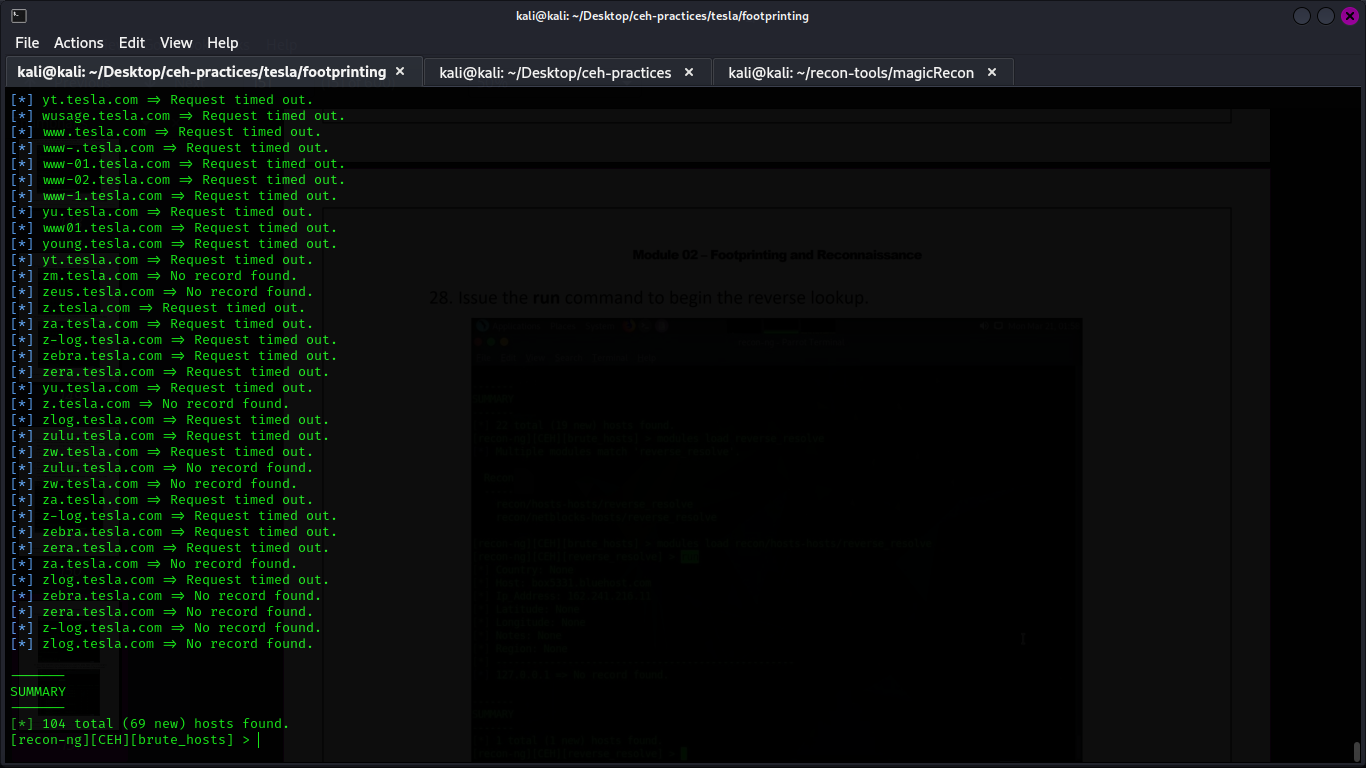 kali@kali: ~/Desktop/ceh-practices/tesla/footprinting
File Actions Edit View Help
kali@kali: ~/Desktop/ceh-practices/tesla/footprinting × kali@kali: ~/Desktop/ceh-practices × kali@kali: ~/recon-tools/magicRecon ×
[*] yt.tesla.com => Request timed out.
[*] wusage.tesla.com => Request timed out.
[*] www.tesla.com => Request timed out.
[*] www-.tesla.com => Request timed out.
[*] www-01.tesla.com => Request timed out.
[*] www-02.tesla.com => Request timed out.
[*] www-1.tesla.com => Request timed out.
[*] yu.tesla.com => Request timed out.
[*] www01.tesla.com => Request timed out.
[*] young.tesla.com => Request timed out.
[*] yt.tesla.com => Request timed out.
[*] zm.tesla.com => No record found.
[*] zeus.tesla.com => No record found.
[*] z.tesla.com => Request timed out.
[*] za.tesla.com => Request timed out.
[*] z-log.tesla.com => Request timed out.
[*] zebra.tesla.com => Request timed out.
[*] zera.tesla.com => Request timed out.
[*] yu.tesla.com => Request timed out.
[*] z.tesla.com => No record found.
[*] zlog.tesla.com => Request timed out.
[*] zulu.tesla.com => Request timed out.
[*] zw.tesla.com => Request timed out.
[*] zulu.tesla.com => No record found.
[*] zw.tesla.com => No record found.
[*] za.tesla.com => Request timed out.
[*] z-log.tesla.com => Request timed out.
[*] zebra.tesla.com => Request timed out.
[*] zera.tesla.com => Request timed out.
[*] za.tesla.com => No record found.
[*] zlog.tesla.com => Request timed out.
[*] zebra.tesla.com => No record found.
[*] zera.tesla.com => No record found.
[*] z-log.tesla.com => No record found.
[*] zlog.tesla.com => No record found.
-------
SUMMARY
-------
[*] 104 total (69 new) hosts found.
[recon-ng][CEH][brute_hosts] >
Module 02 – Footprinting and Reconnaissance
28. Issue the run command to begin the reverse lookup.